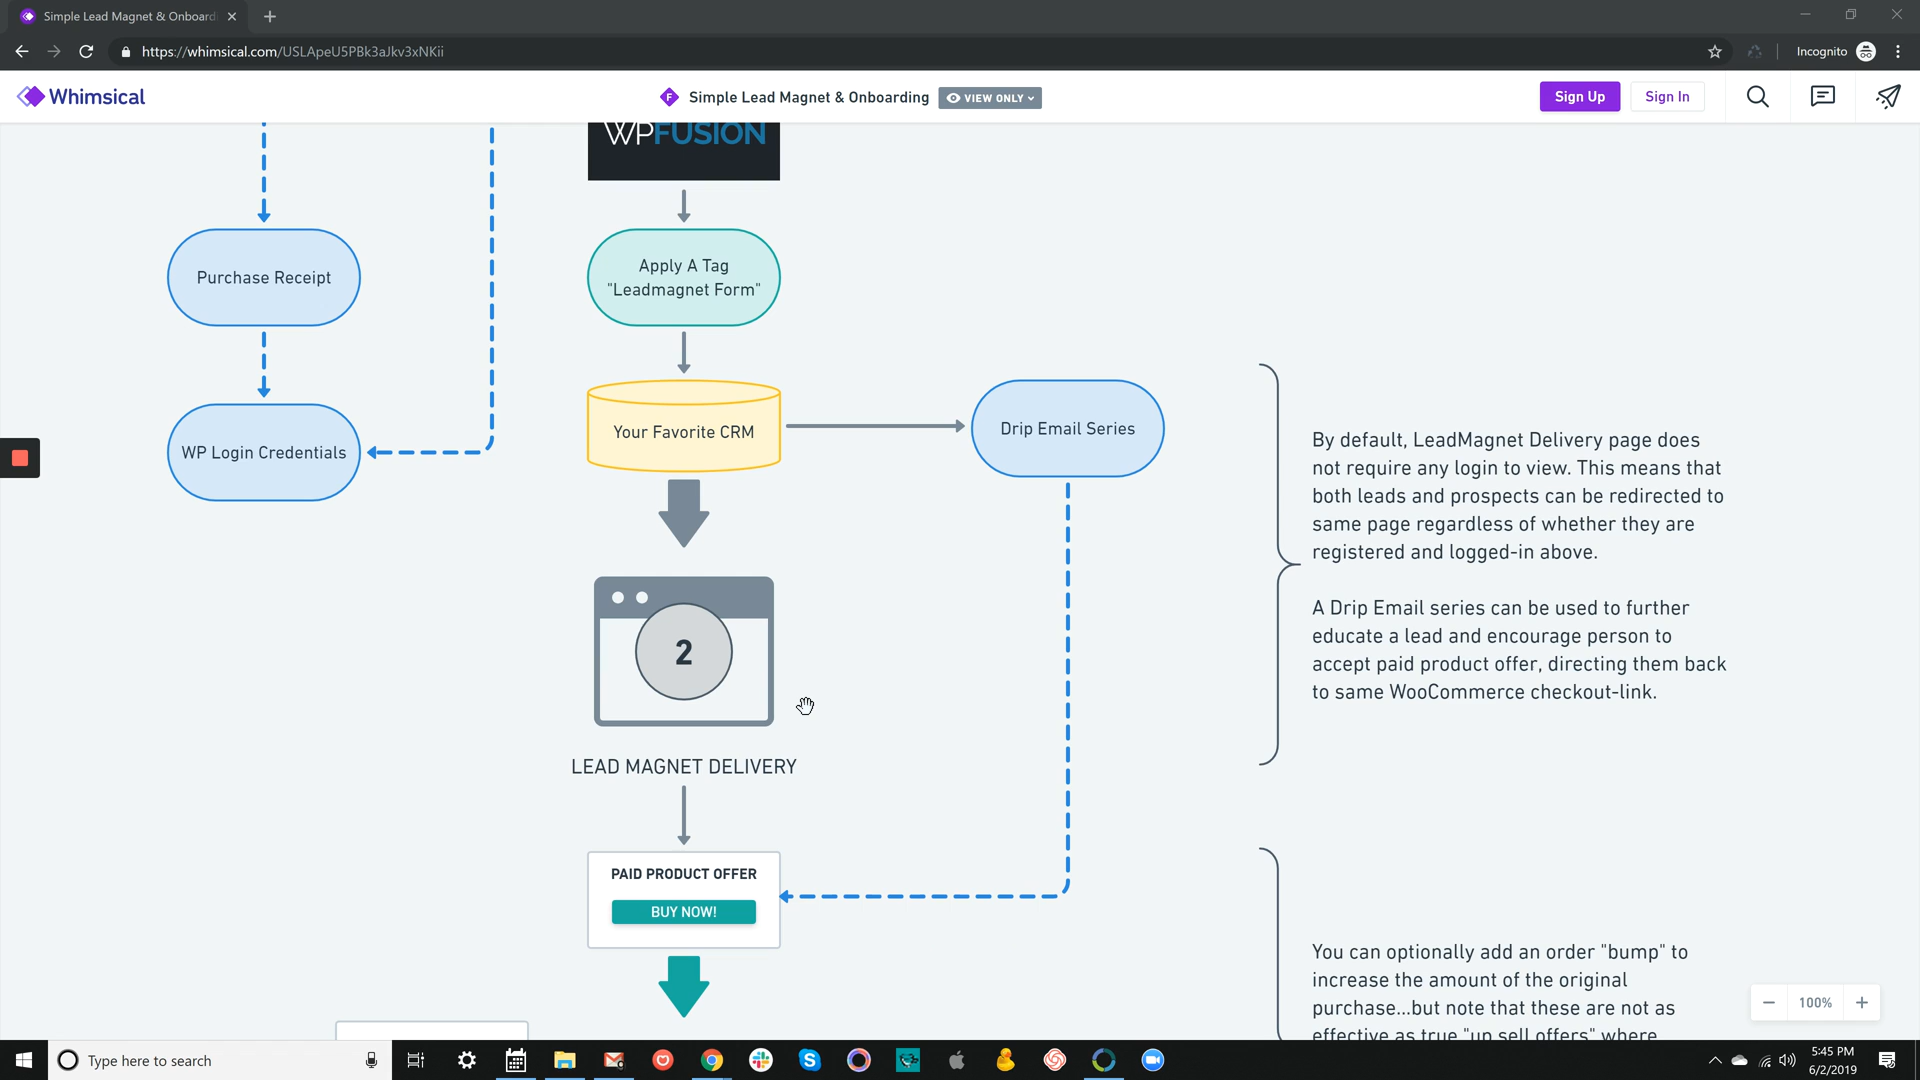 Simple Lead Magnet & Onboard
https://whimsical.com/USLApeU5PBk3aJkv3xNKii
Incognito
Whimsical
Simple Lead Magnet & Onboarding
VIEW ONLY
Sign Up
Sign In
WPFUSION
Purchase Receipt
Apply A Tag
"Leadmagnet Form"
Your Favorite CRM
Drip Email Series
WP Login Credentials
By default, LeadMagnet Delivery page does
not require any login to view. This means that
both leads and prospects can be redirected to
same page regardless of whether they are
registered and logged-in above.
A Drip Email series can be used to further
educate a lead and encourage person to
accept paid product offer, directing them back
to same WooCommerce checkout-link.
2
LEAD MAGNET DELIVERY
PAID PRODUCT OFFER
BUY NOW!
You can optionally add an order "bump" to
increase the amount of the original
purchase...but note that these are not as
effective as true "up sell offers" where
100%
Type here to search
5:45 PM
6/2/2019